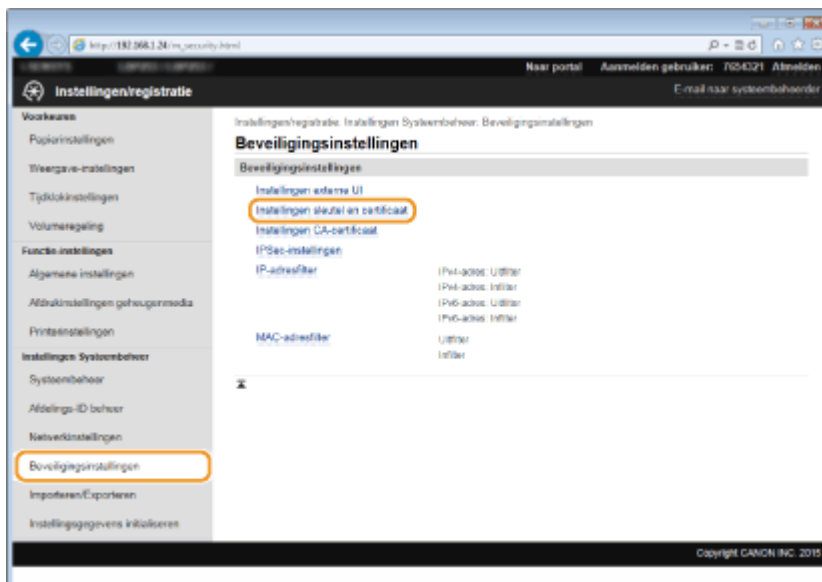 http://192.168.1.24/m_security.html
Naar portal Aanmelden gebruiker: 7654321 Afmelden
Instellingen/registratie
E-mail naar systeembeheerder
Voorkeuren
Papierinstellingen
Weergave-instellingen
Tijdklokinstellingen
Volumeregeling
Functie-instellingen
Algemene instellingen
Afdrukinstellingen geheugenmedia
Printerinstellingen
Instellingen Systeembeheer
Systeembeheer
Afdelings-ID beheer
Netwerkinstellingen
Beveiligingsinstellingen
Importeren/Exporteren
Instellingsgegevens initialiseren
Instellingen/registratie: Instellingen Systeembeheer: Beveiligingsinstellingen
Beveiligingsinstellingen
Beveiligingsinstellingen
Instellingen externe UI
Instellingen sleutel en certificaat
Instellingen CA-certificaat
IPSec-instellingen
IP-adresfilter
IPv4-adres: Uitfilter
IPv4-adres: Infilter
IPv6-adres: Uitfilter
IPv6-adres: Infilter
MAC-adresfilter
Uitfilter
Infilter
Copyright CANON INC. 2015